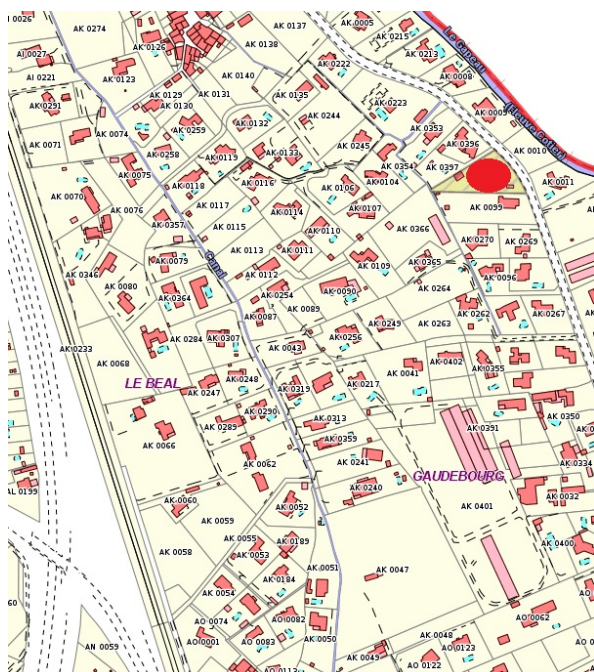 0026
AK 0274
AK 0137
AK 0005
AK 0126
AK 0138
AK 0215
AI 0027
AK 0213
Le Gapeau
AK 0222
AI 0221
AK 0123
AK 0140
AK 0008
AK 0129
AK 0131
AK 0135
AK 0291
AK 0130
AK 0223
AK 0009
(Fleuve Cotier)
AK 0244
AK 0074
AK 0259
AK 0132
AK 0353
AK 0071
AK 0245
AK 0396
AK 0010
AK 0258
AK 0119
AK 0133
AK 0354
AK 0397
AK 0075
AK 0118
AK 0116
AK 0106
AK 0104
AK 0011
AK 0070
AK 0117
AK 0076
AK 0114
AK 0107
AK 0099
AK 0357
AK 0115
AK 0110
AK 0366
AK 0270
AK 0269
AK 0113
AK 0111
AK 0079
Canal
AK 0109
AK 0365
AK 0346
AK 0112
AK 0096
AK 0080
AK 0364
AK 0254
AK 0090
AK 0264
AK 0089
AK 0087
AK 0262
AK 0267
AK 0249
AK 0263
AK 0284
AK 0307
AK 0256
AK 0233
AK 0043
AK 0068
AK 0402
AK 0041
AK 0355
LE BEAL
AK 0248
AK 0217
AK 0247
AK 0319
AK 0290
AK 0313
AK 0350
AK 0289
AK 0391
AK 0066
AK 0359
AK 0062
AK 0241
AK 0334
GAUDEBOURG
AL 0199
AK 0240
AK 0032
AK 0060
AK 0052
AK 0401
AK 0059
AK 0055
AK 0189
AK 0400
AK 0058
AK 0053
AK 0051
AK 0047
AK 0184
AK 0054
60
AO 0074
AO 0082
AO 0062
AO 0001
AO 0083
AK 0050
AK 0048
AN 0059
AO 0123
AK 0049
AO 0122